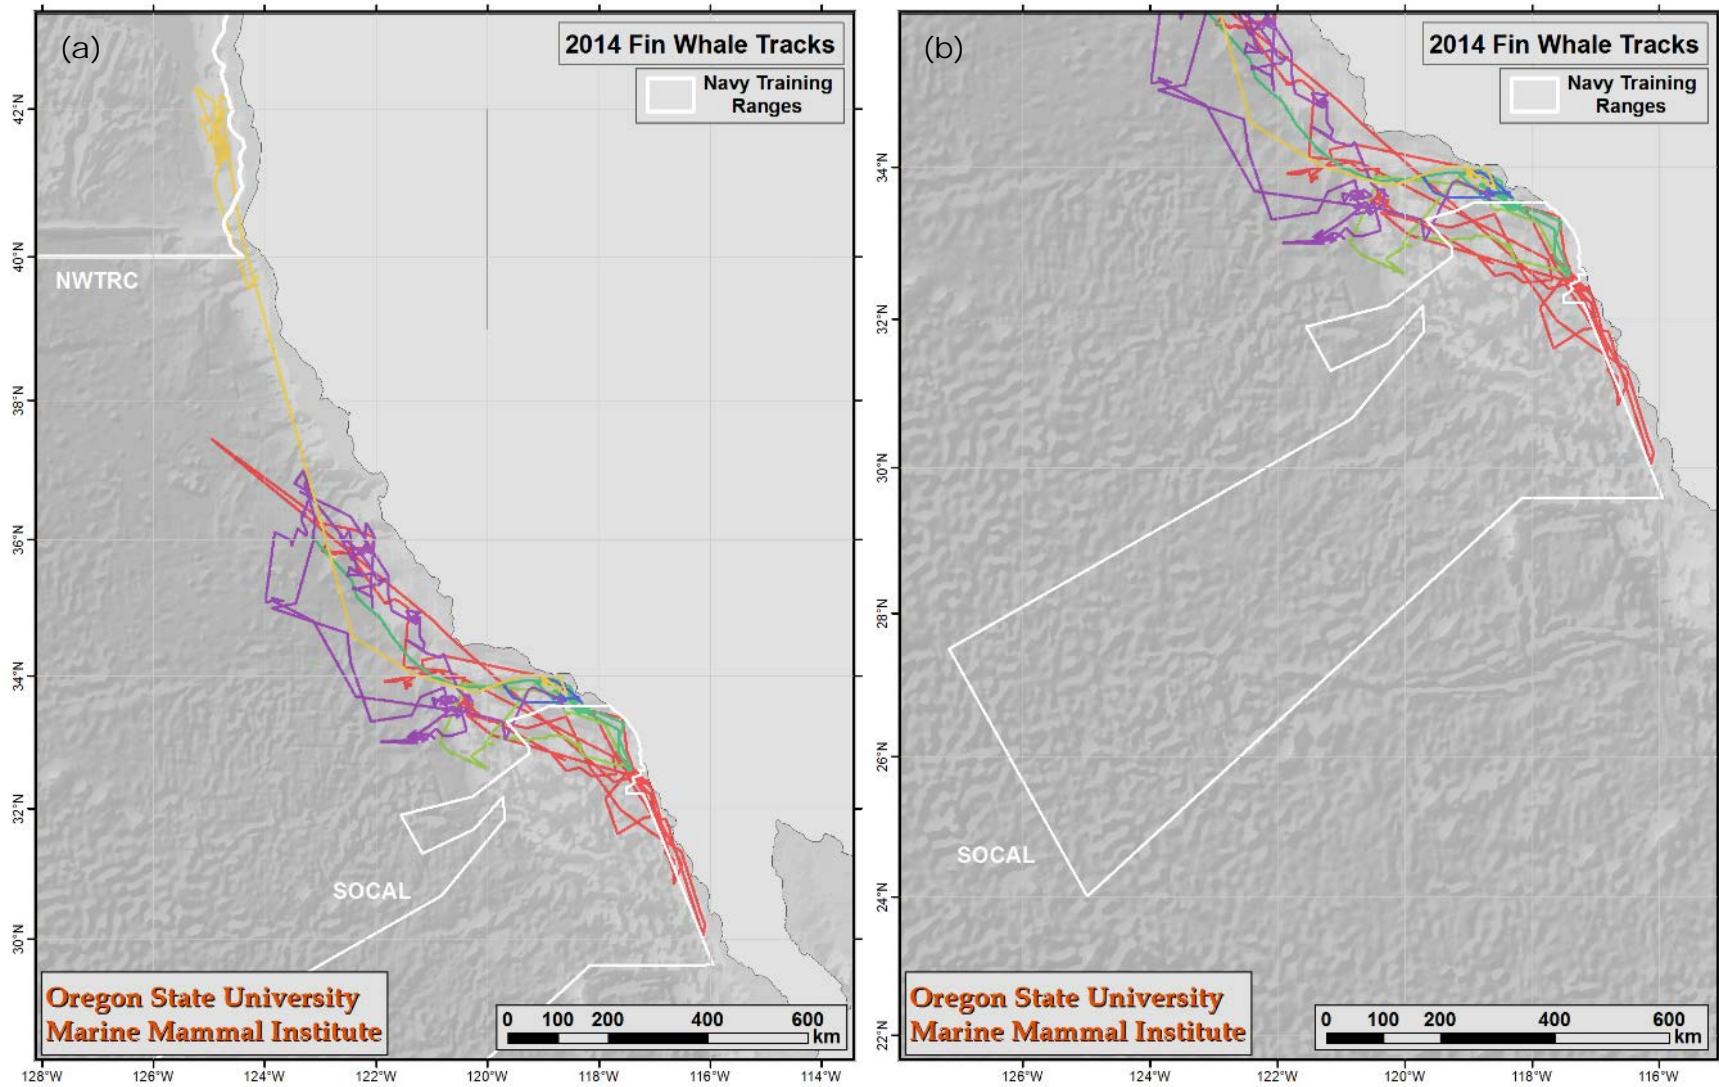 (a)
2014 Fin Whale Tracks
Navy Training
Ranges
42°N
40°N
38°N
36°N
34°N
32°N
30°N
NWTRC
SOCAL
Oregon State University
Marine Mammal Institute
0 100 200 400 600
km
128°W 126°W 124°W 122°W 120°W 118°W 116°W 114°W
(b)
2014 Fin Whale Tracks
Navy Training
Ranges
34°N
32°N
30°N
28°N
26°N
24°N
22°N
SOCAL
Oregon State University
Marine Mammal Institute
0 100 200 400 600
km
126°W 124°W 122°W 120°W 118°W 116°W